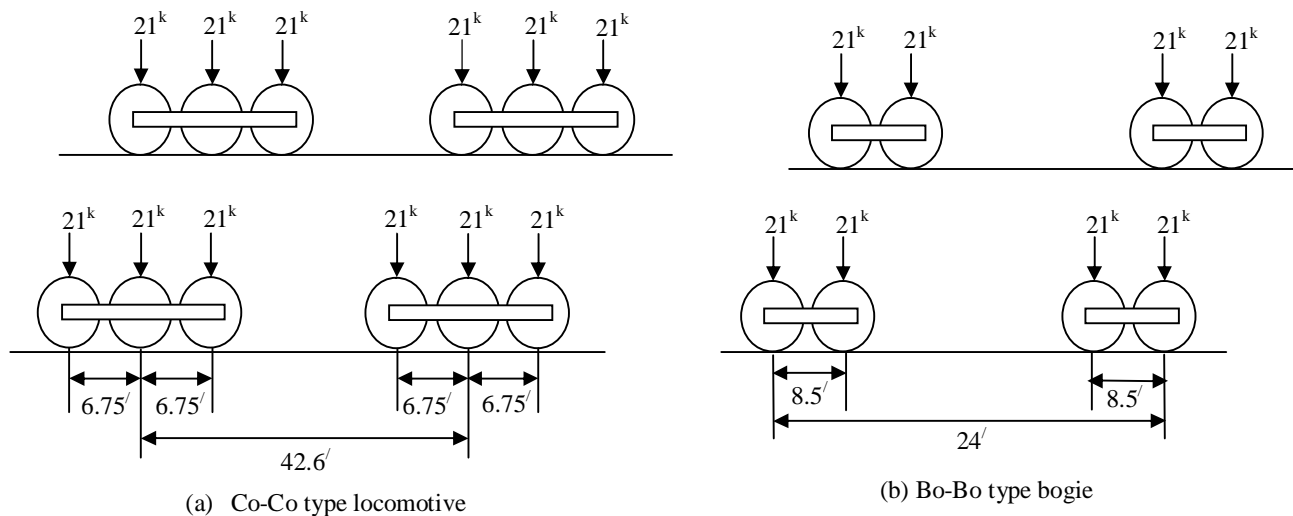 21k 21k 21k 21k 21k 21k
21k 21k 21k 21k
21k 21k 21k 21k 21k 21k
21k 21k 21k 21k
6.75/ 6.75/ 6.75/ 6.75/
42.6/
8.5/ 8.5/
24/
(a) Co-Co type locomotive
(b) Bo-Bo type bogie